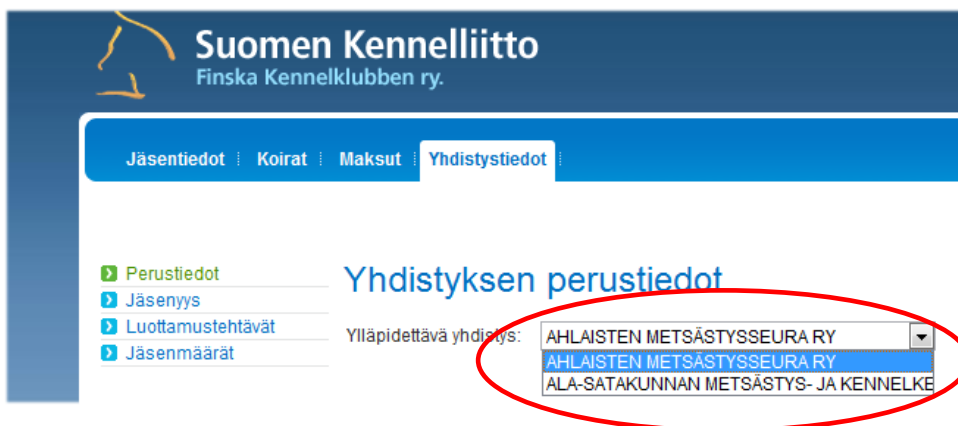 Suomen Kennelliitto
Finska Kennelklubben ry.
Jäsentiedot Koirat Maksut Yhdistystiedot
Perustiedot
Jäsenyys
Luottamustehtävät
Jäsenmäärät
Yhdistyksen perustiedot
Ylläpidettävä yhdistys: AHLAISTEN METSÄSTYSSEURA RY
AHLAISTEN METSÄSTYSSEURA RY
ALA-SATAKUNNAN METSÄSTYS- JA KENNELKE